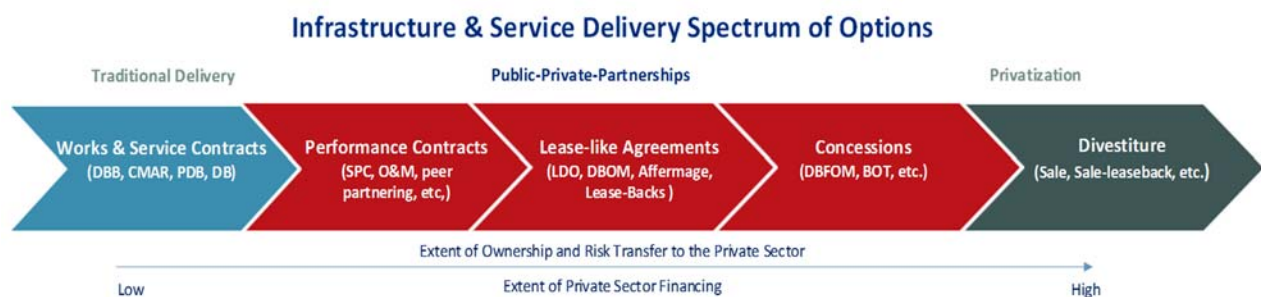 Infrastructure & Service Delivery Spectrum of Options
Traditional Delivery
Public-Private-Partnerships
Privatization
Works & Service Contracts
(DBB, CMAR, PDB, DB)
Performance Contracts
(SPC, O&M, peer
partnering, etc,)
Lease-like Agreements
(LDO, DBOM, Affermage,
Lease-Backs )
Concessions
(DBFOM, BOT, etc.)
Divestiture
(Sale, Sale-leaseback, etc.)
Extent of Ownership and Risk Transfer to the Private Sector
Low
Extent of Private Sector Financing
High